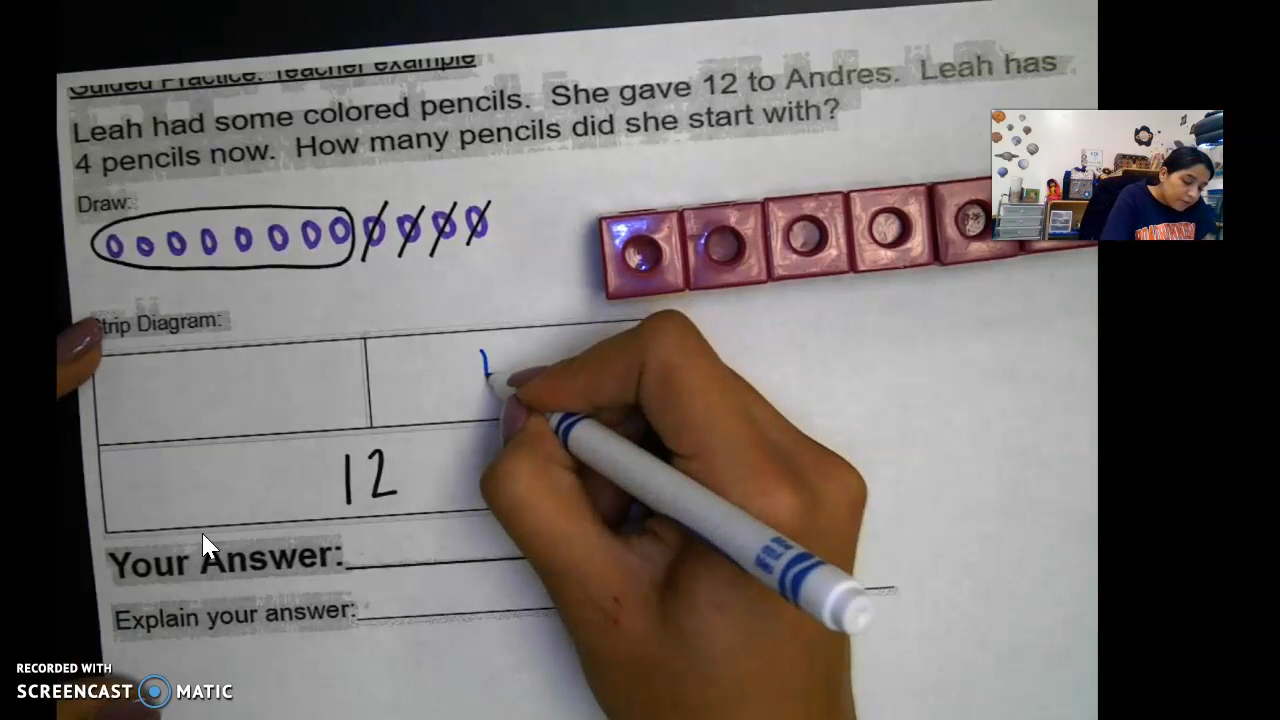 Guided Practice: Teacher example
Leah had some colored pencils. She gave 12 to Andres. Leah has
4 pencils now. How many pencils did she start with?
Draw:
Strip Diagram:
12
Your Answer:
Explain your answer:
RECORDED WITH
SCREENCAST MATIC